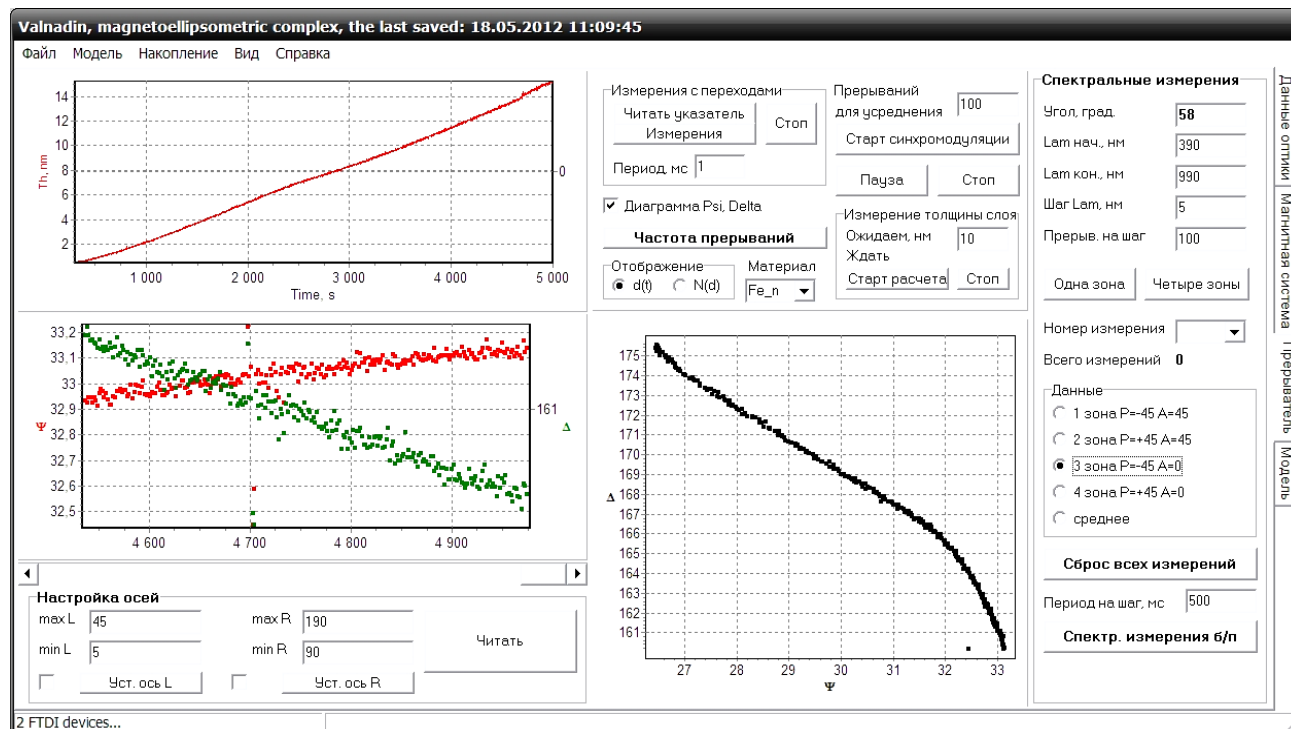 Valnadin, magnetoellipsometric complex, the last saved: 18.05.2012 11:09:45
Файл Модель Накопление Вид Справка
14
12
10
8
6
4
2
Th, nm
0
1 000 2 000 3 000 4 000 5 000
Time, s
33.2
33.1
33
32.9
32.8
32.7
32.6
32.5
Ψ
161
Δ
4 600 4 700 4 800 4 900
Настройка осей
max L 45 max R 190
min L 5 min R 90
Читать
Уст. ось L Уст. ось R
2 FTDI devices...
Измерения с переходами
Читать указатель
Измерения
Стоп
Период, мс 1
Диаграмма Psi, Delta
Частота прерываний
Отображение
d(t) N(d)
Материал
Fe_n
Прерываний
для усреднения 100
Старт синхромодуляции
Пауза Стоп
Измерение толщины слоя
Ожидаем, нм 10
Ждать
Старт расчета Стоп
175
174
173
172
171
170
169
168
167
166
165
164
163
162
161
Δ
27 28 29 30 31 32 33
Ψ
Спектральные измерения
Угол, град. 58
Lam нач., нм 390
Lam кон., нм 990
Шаг Lam, нм 5
Прерыв. на шаг 100
Одна зона Четыре зоны
Номер измерения
Всего измерений 0
Данные
1 зона P=-45 A=45
2 зона P=+45 A=45
3 зона P=-45 A=0
4 зона P=+45 A=0
среднее
Сброс всех измерений
Период на шаг, мс 500
Спектр. измерения б/п
Данные оптики
Магнитная система
Прерыватель
Модель